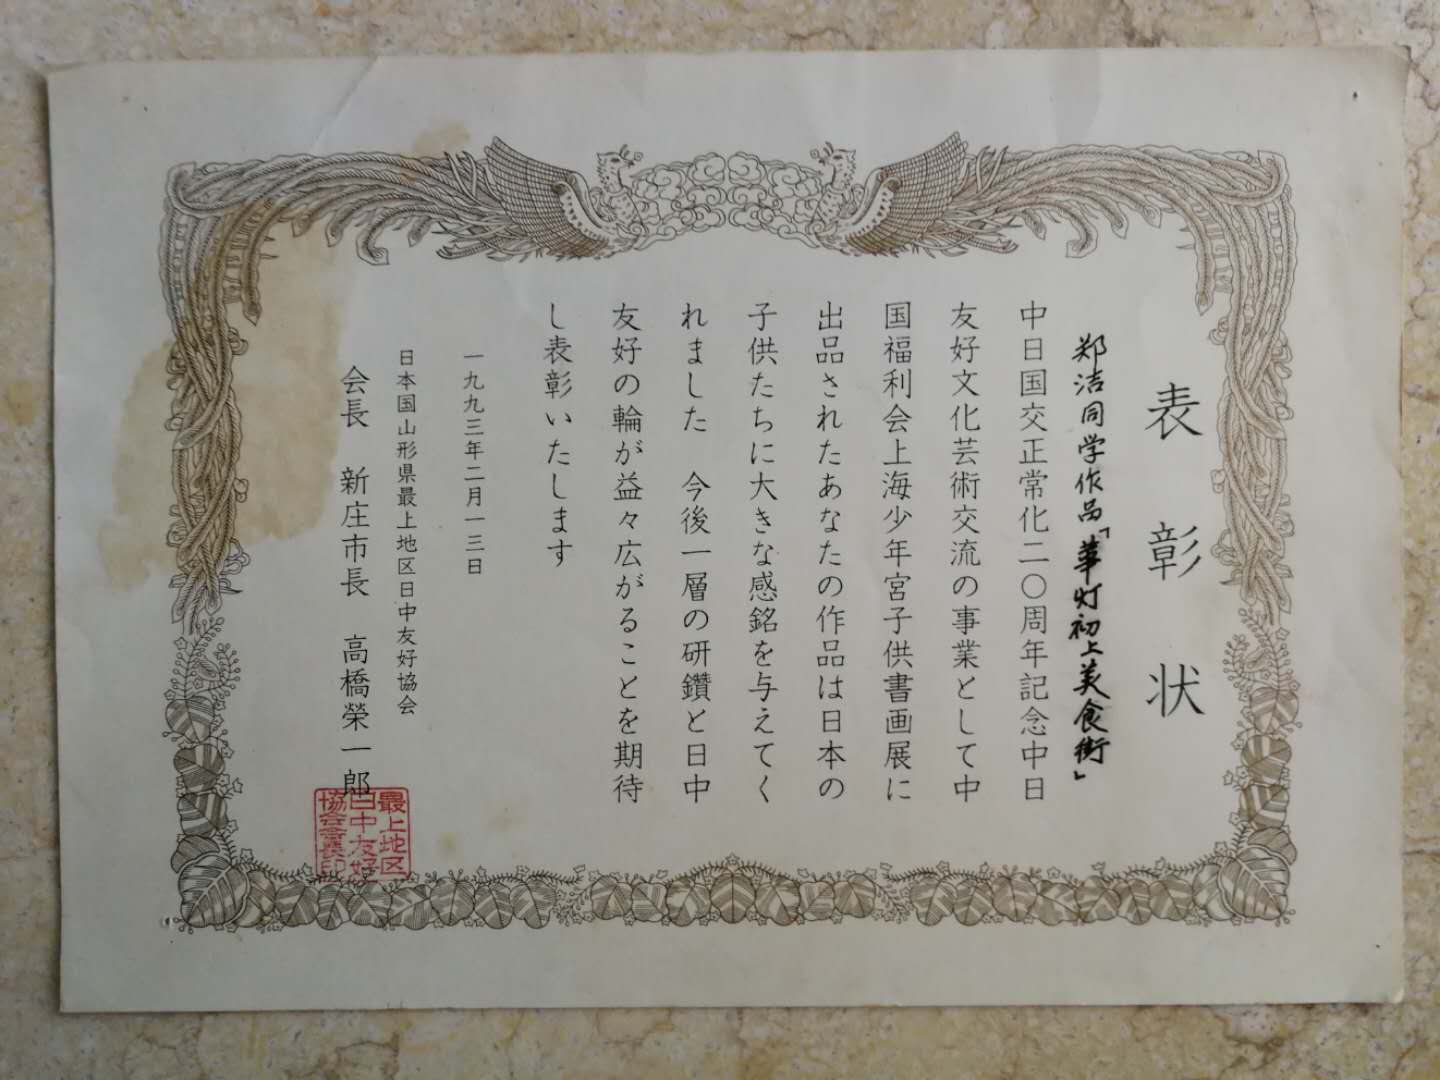 表彰状
郑洁同学作品「華灯初上美食街」
中日国交正常化二〇周年記念中日
友好文化芸術交流の事業として中
国福利会上海少年宮子供書画展に
出品されたあなたの作品は日本の
子供たちに大きな感銘を与えてく
れました　今後一層の研鑽と日中
友好の輪が益々広がることを期待
し表彰いたします
一九九三年二月一三日
日本国山形県最上地区日中友好協会
会長　新庄市長　高橋榮一郎
最上地区
日中友好
協会会長印